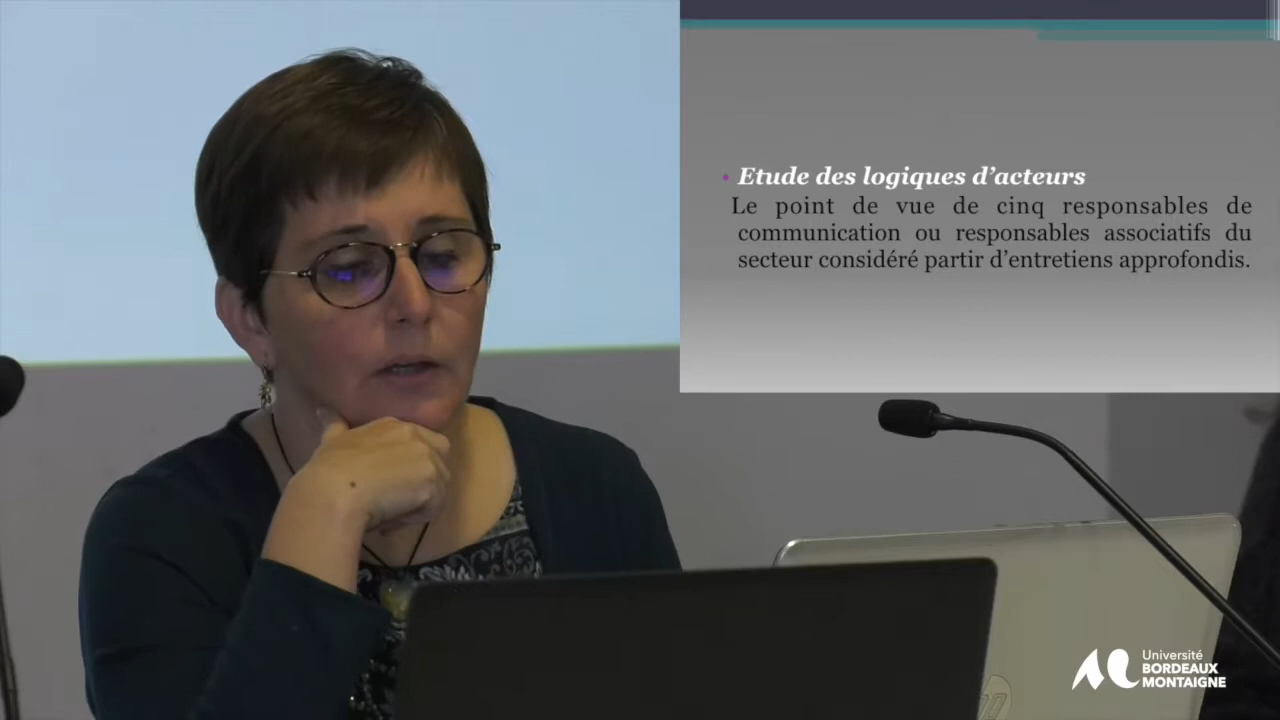 Etude des logiques d'acteurs
Le point de vue de cinq responsables de
communication ou responsables associatifs du
secteur considéré partir d'entretiens approfondis.
Université
BORDEAUX
MONTAIGNE